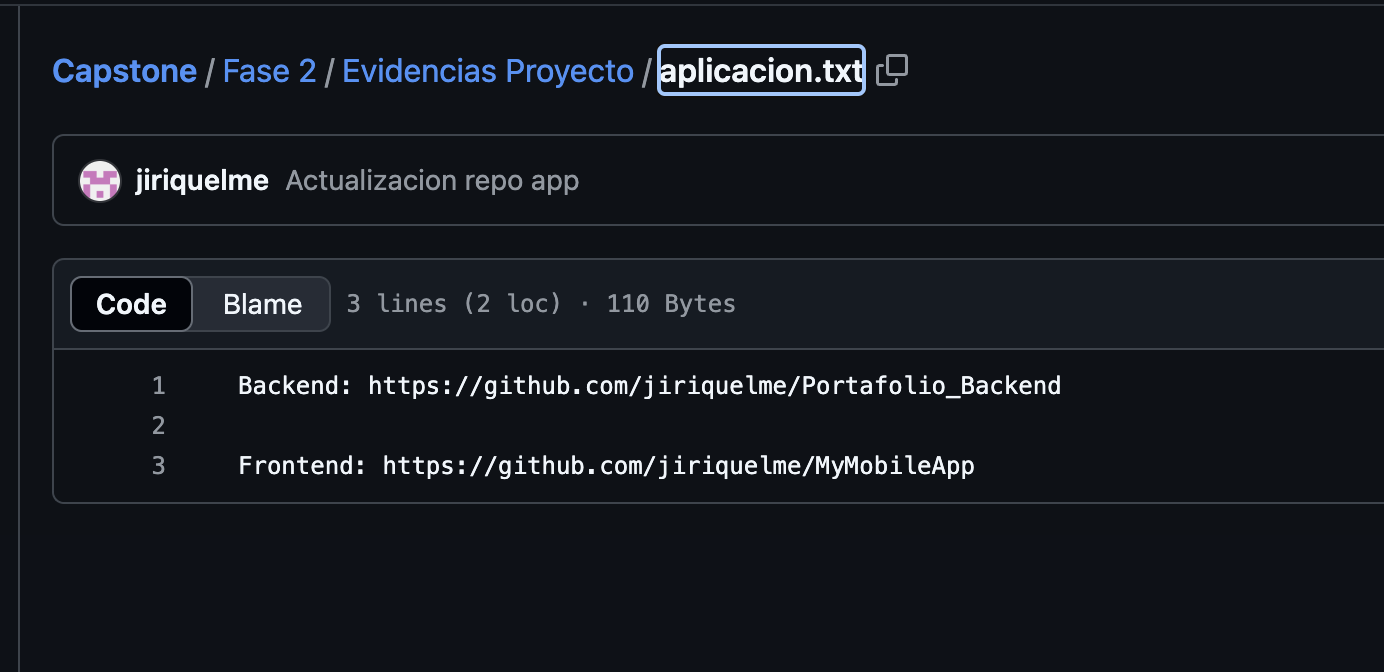 Capstone / Fase 2 / Evidencias Proyecto / aplicacion.txt
jiriquelme Actualizacion repo app
Code Blame 3 lines (2 loc) · 110 Bytes
1 Backend: https://github.com/jiriquelme/Portafolio_Backend
2
3 Frontend: https://github.com/jiriquelme/MyMobileApp